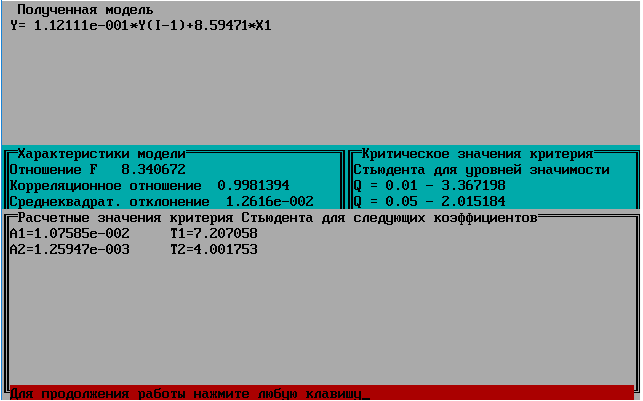 Полученная модель
Y= 1.12111e-001*Y(I-1)+8.59471*X1
Характеристики модели
Отношение F 8.340672
Корреляционное отношение 0.9981394
Среднеквадрат. отклонение 1.2616e-002
Критическое значения критерия
Стьюдента для уровней значимости
Q = 0.01 - 3.367198
Q = 0.05 - 2.015184
Расчетные значения критерия Стьюдента для следующих коэффициентов
A1=1.07585e-002 T1=7.207058
A2=1.25947e-003 T2=4.001753
Для продолжения работы нажмите любую клавишу_